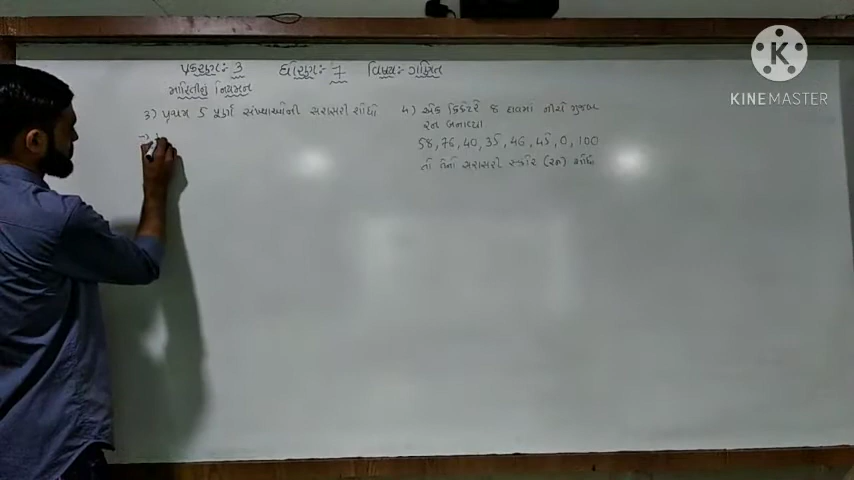 પ્રકરણ:- 3 ધોરણ:- 7 વિષય:- ગણિત
માહિતીનું નિયમન
3) પ્રથમ 5 પૂર્ણ સંખ્યાઓની સરાસરી શોધો
4) એક ક્રિકેટરે 8 દાવમાં નીચે મુજબ
રન બનાવ્યા
58, 76, 40, 35, 46, 45, 0, 100
તો તેનો સરાસરી સ્કોર (રન) શોધો
K
KINEMASTER